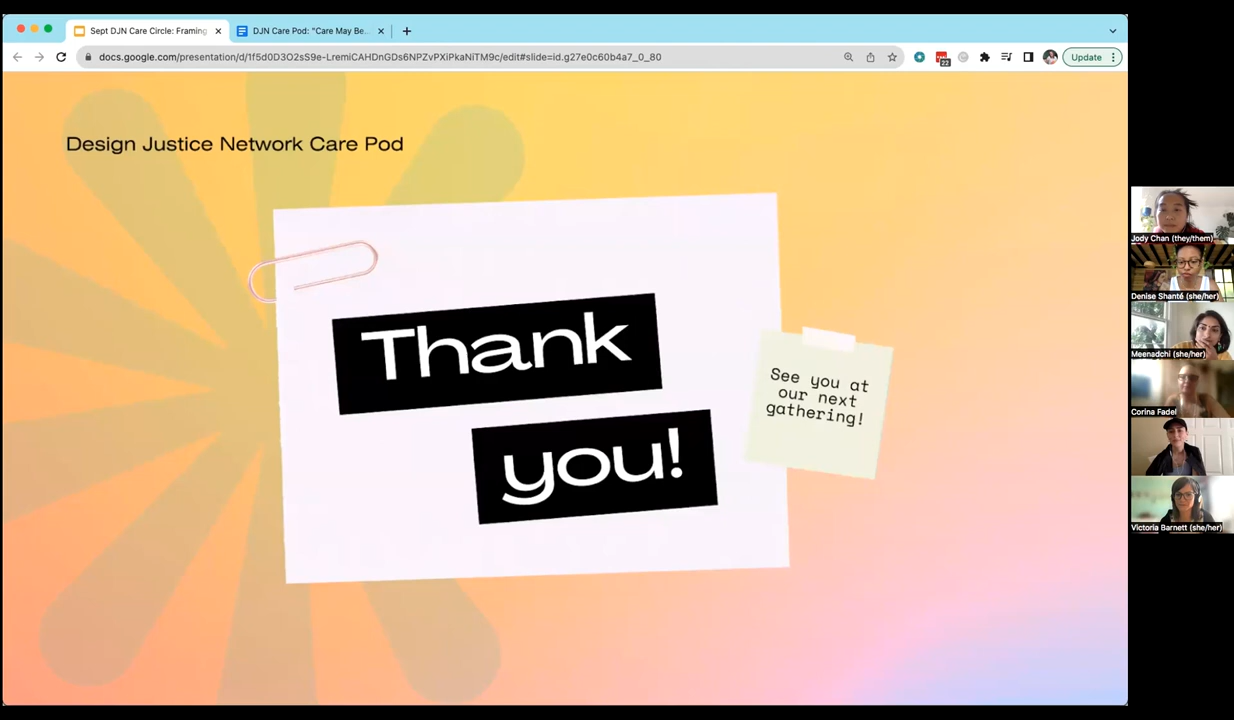 Sept DJN Care Circle: Framing
DJN Care Pod: "Care May Be...
docs.google.com/presentation/d/1f5d0D3O2sS9e-LremiCAHDnGDs6NPZvPXiPkaNiTM9c/edit#slide=id.g27e0c60b4a7_0_80
22
Update
Design Justice Network Care Pod
Thank
you!
See you at
our next
gathering!
Jody Chan (they/them)
Denise Shanté (she/her)
Meenadchi (she/her)
Corina Fadel
Victoria Barnett (she/her)